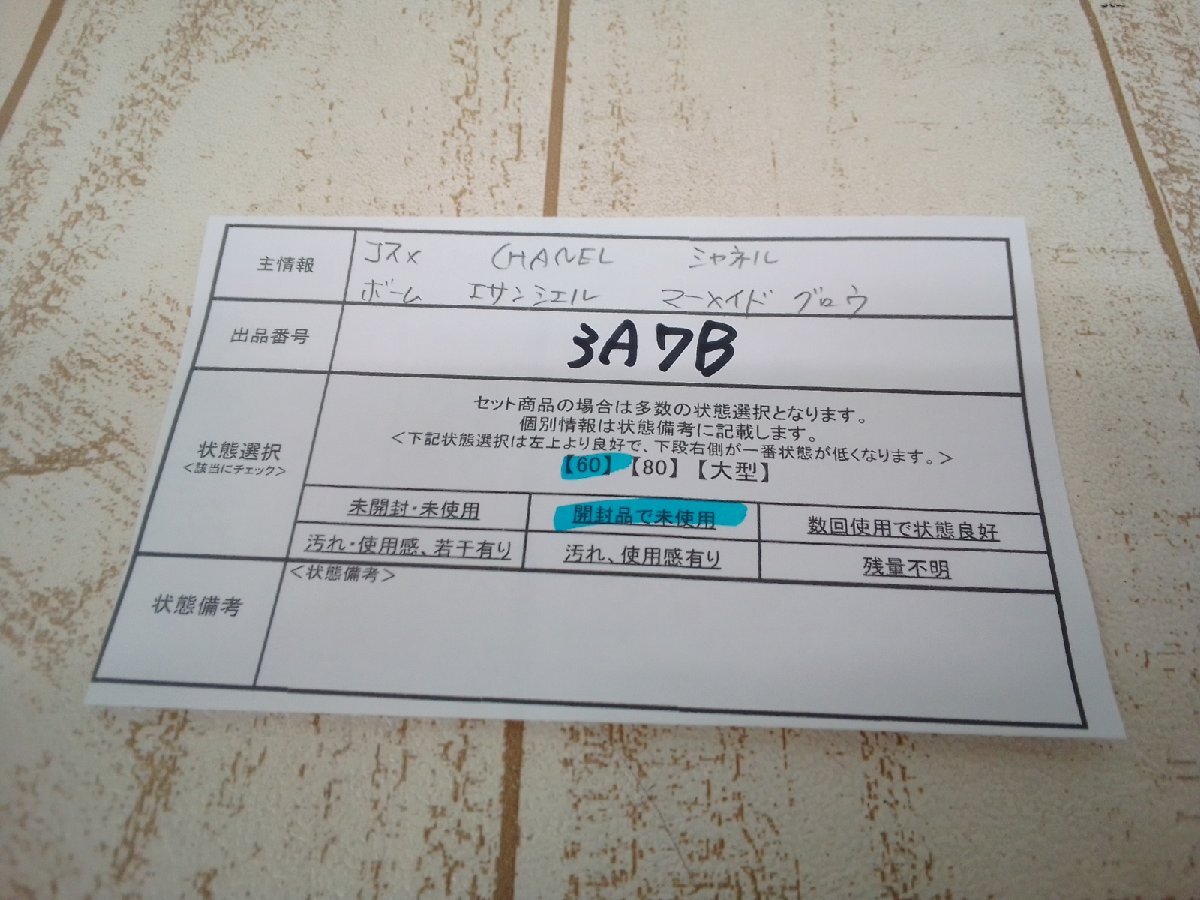 主情報
コスメ CHANEL シャネル
ボーム エサンシエル マーメイド グロウ
出品番号
3A7B
状態選択
<該当にチェック>
セット商品の場合は多数の状態選択となります。
個別情報は状態備考に記載します。
<下記状態選択は左上より良好で、下段右側が一番状態が低くなります。>
【60】【80】【大型】
未開封・未使用 開封品で未使用 数回使用で状態良好
汚れ・使用感、若干有り 汚れ、使用感有り 残量不明
状態備考
<状態備考>